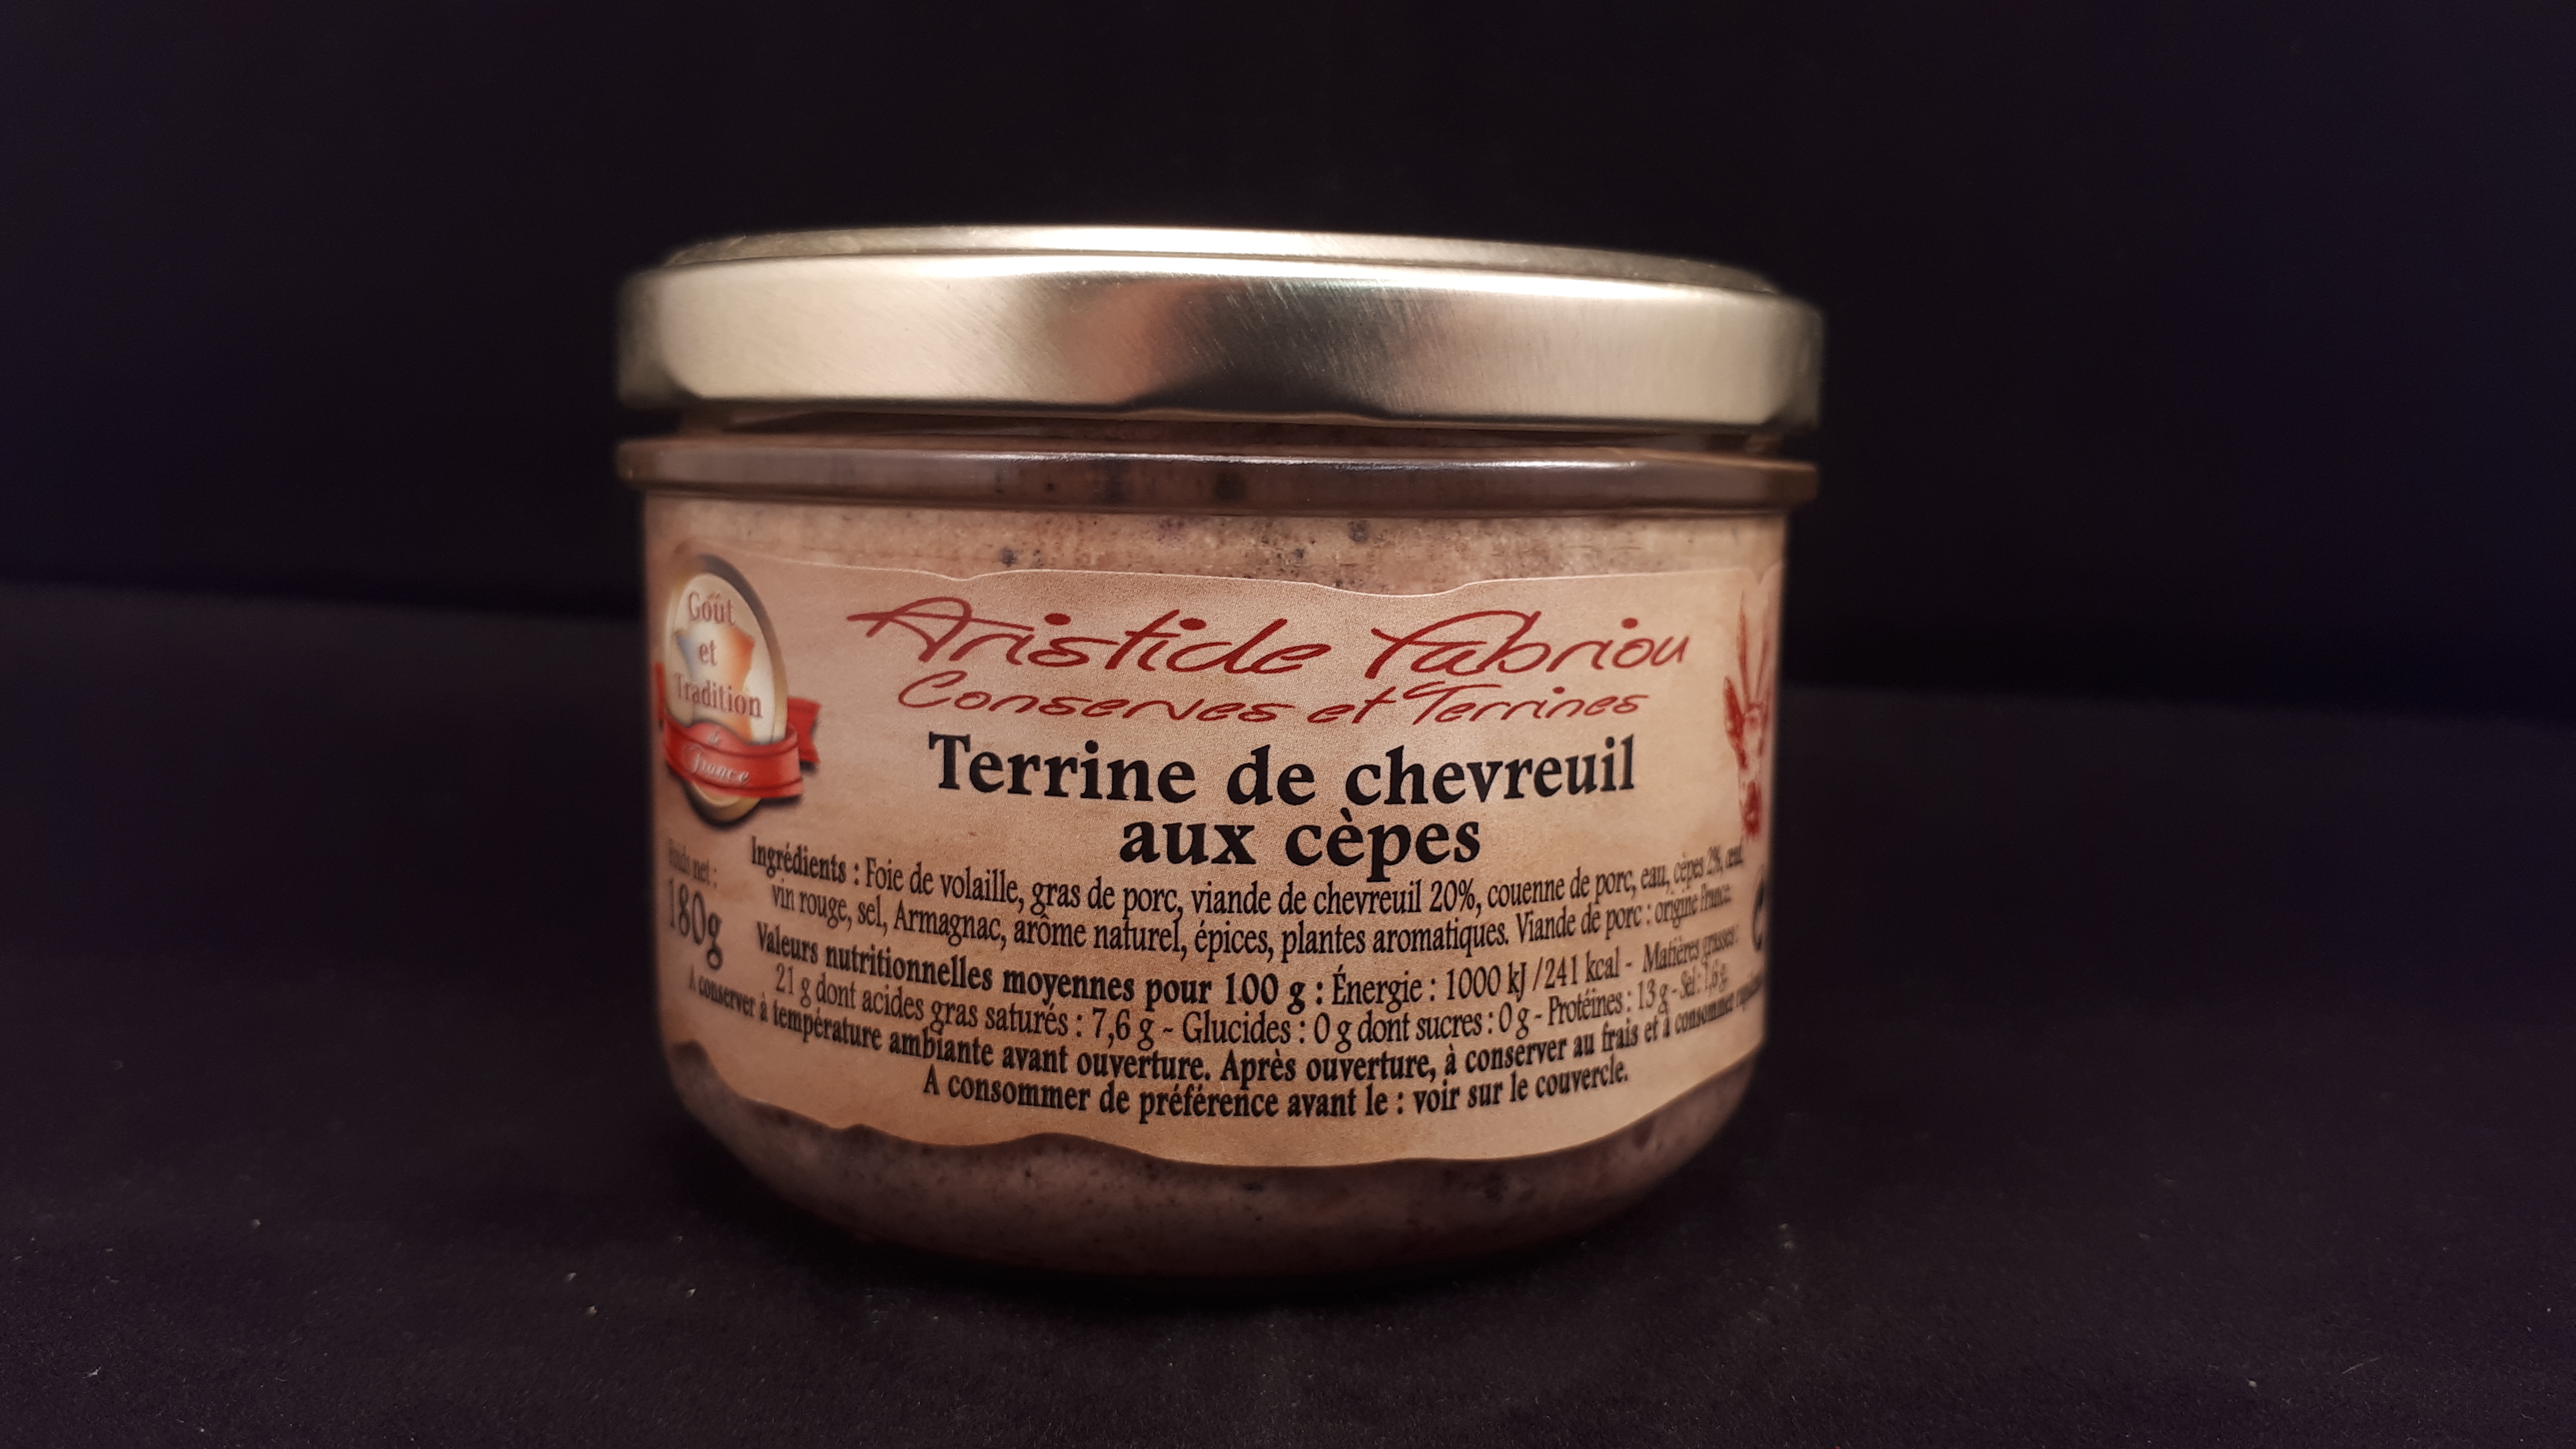 Goût
et
Tradition
de
France
Aristide Fabriou
Conserves et Terrines
Terrine de chevreuil
aux cèpes
Poids net :
180g
Ingrédients : Foie de volaille, gras de porc, viande de chevreuil 20%, couenne de porc, eau, cèpes 2%,
vin rouge, sel, Armagnac, arôme naturel, épices, plantes aromatiques. Viande de porc : origine France.
Valeurs nutritionnelles moyennes pour 100 g : Énergie : 1000 kJ /241 kcal - Matières grasses :
21 g dont acides gras saturés : 7,6 g - Glucides : 0 g dont sucres : 0 g - Protéines : 13 g - Sel : 1,6 g.
A conserver à température ambiante avant ouverture. Après ouverture, à conserver au frais et à consommer
A consommer de préférence avant le : voir sur le couvercle.